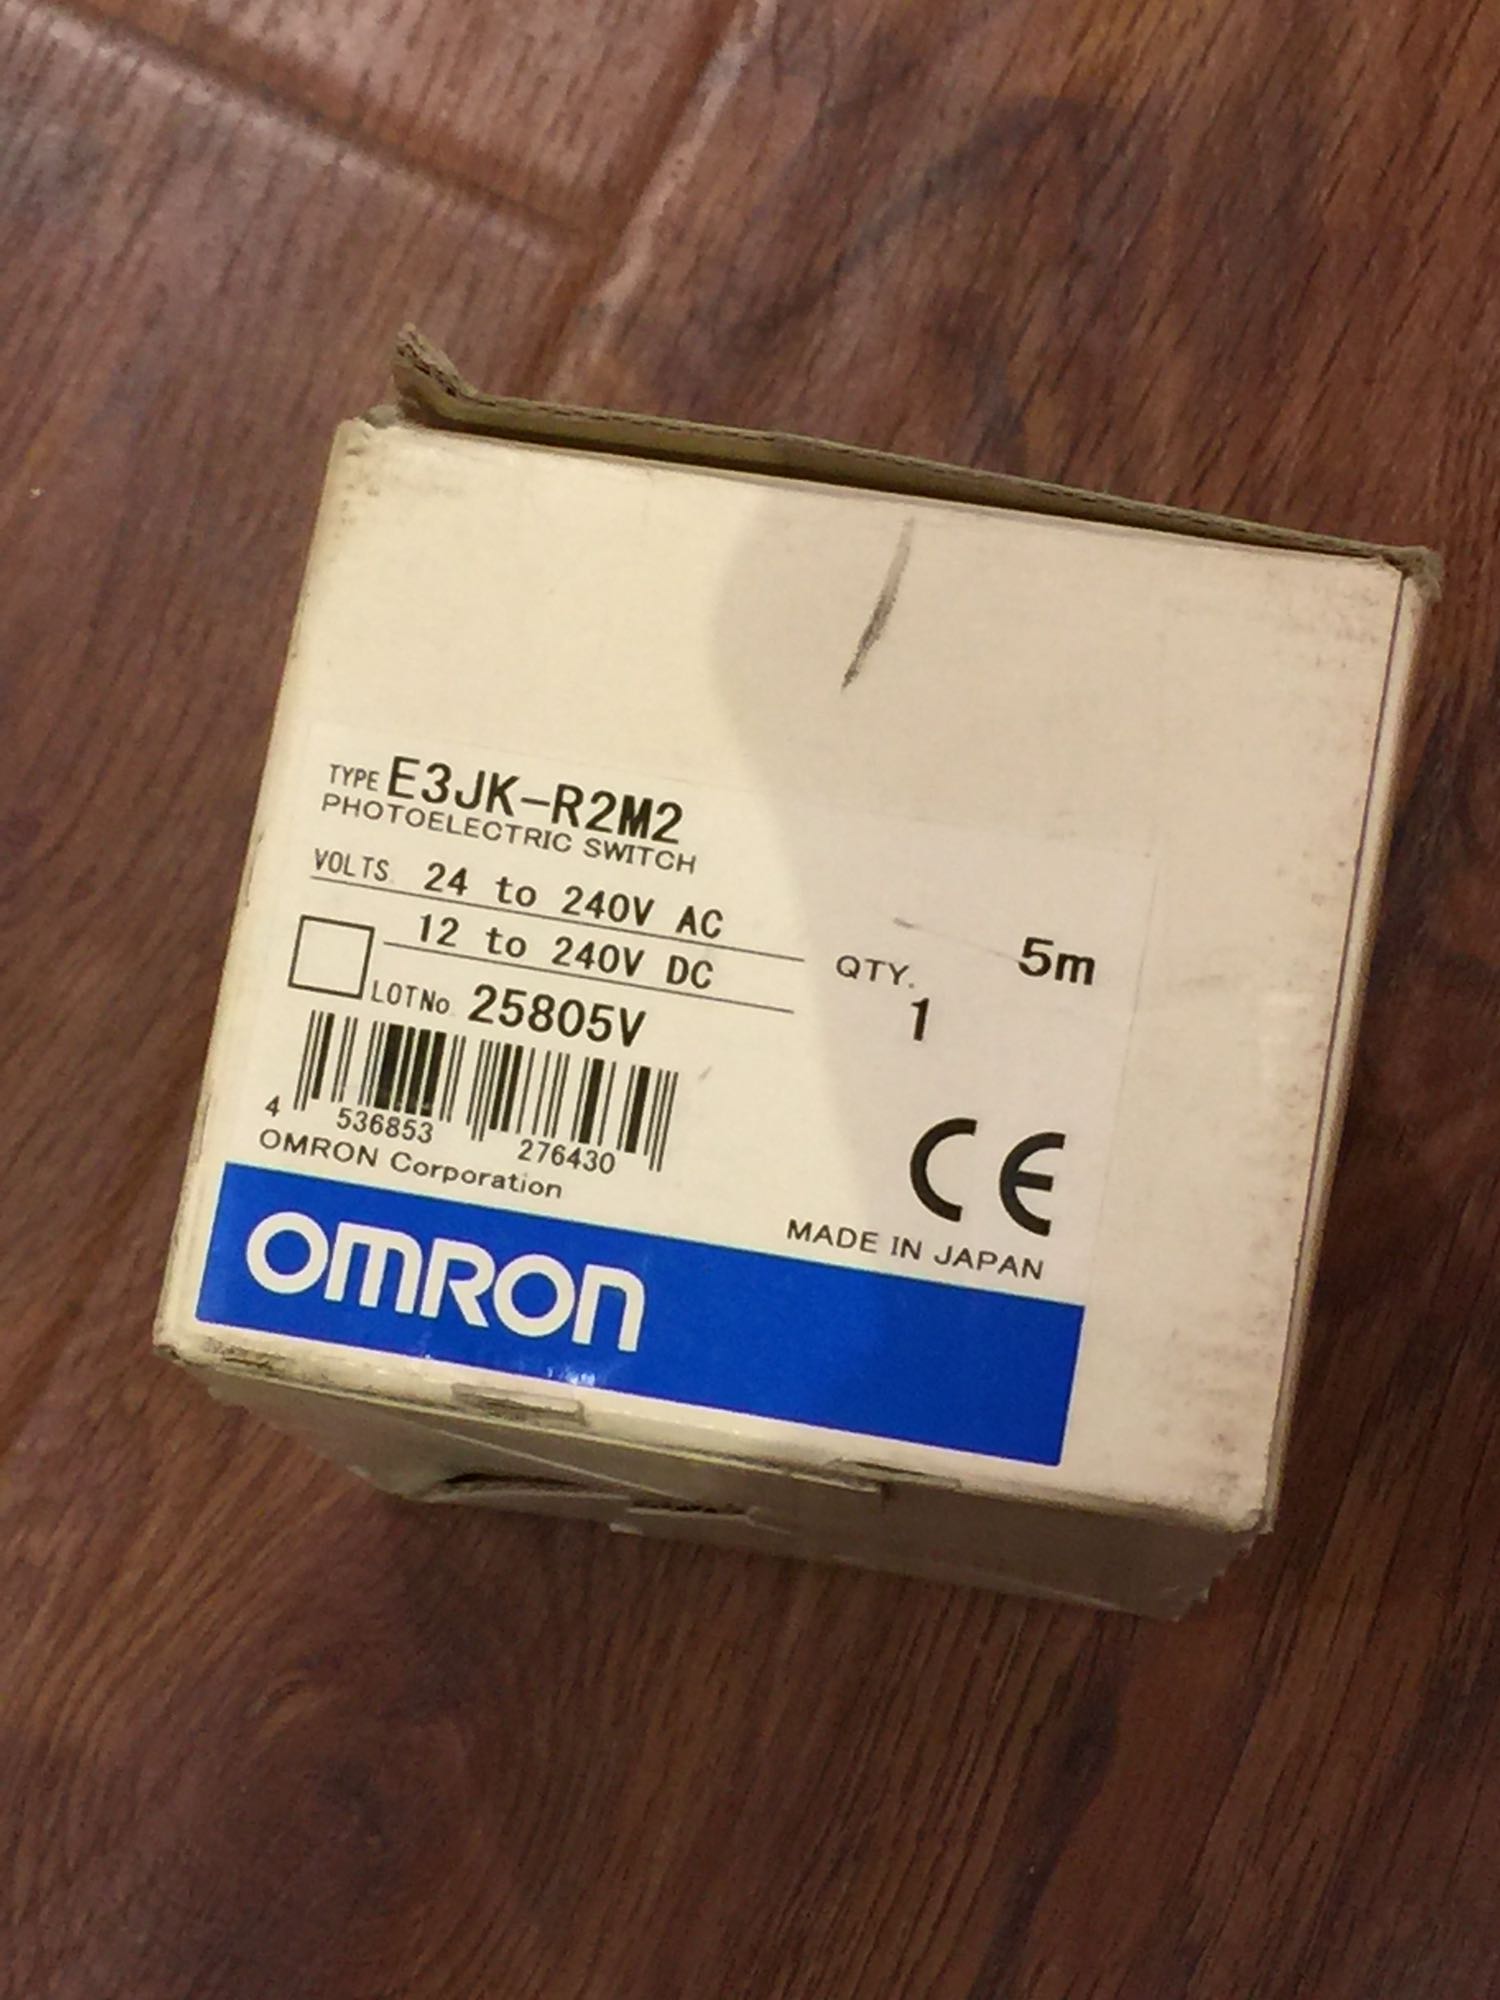 TYPE E3JK-R2M2
PHOTOELECTRIC SWITCH
VOLTS 24 to 240V AC
12 to 240V DC
QTY. 5m
1
LOTNo. 25805V
4 536853 276430
OMRON Corporation
CE
MADE IN JAPAN
OMRON